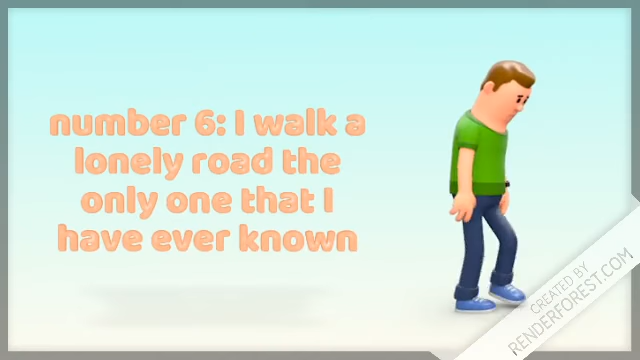 number 6: I walk a
lonely road the
only one that I
have ever known
CREATED BY
RENDERFOREST.COM